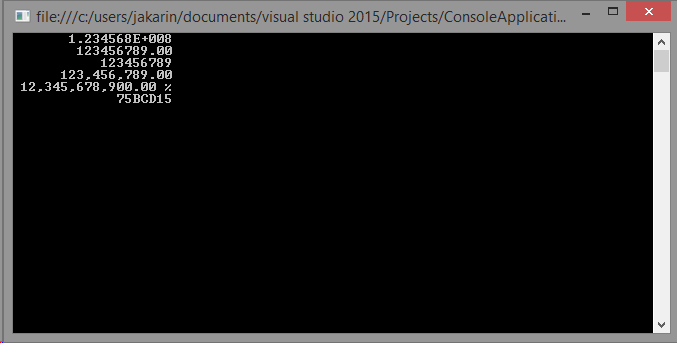 file:///c:/users/jakarin/documents/visual studio 2015/Projects/ConsoleApplicati...
1.234568E+008
123456789.00
123456789
123,456,789.00
12,345,678,900.00 %
75BCD15